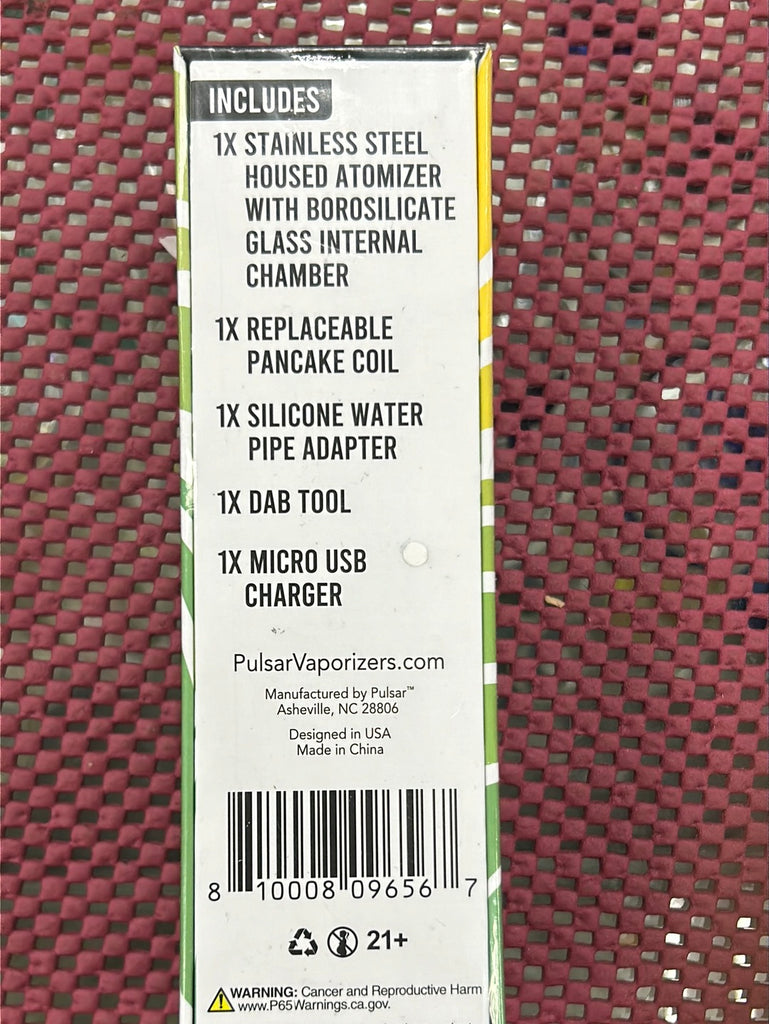 INCLUDES
1X STAINLESS STEEL
HOUSED ATOMIZER
WITH BOROSILICATE
GLASS INTERNAL
CHAMBER
1X REPLACEABLE
PANCAKE COIL
1X SILICONE WATER
PIPE ADAPTER
1X DAB TOOL
1X MICRO USB
CHARGER
PulsarVaporizers.com
Manufactured by Pulsar™
Asheville, NC 28806
Designed in USA
Made in China
8 10008 09656 7
21+
WARNING: Cancer and Reproductive Harm
www.P65Warnings.ca.gov.